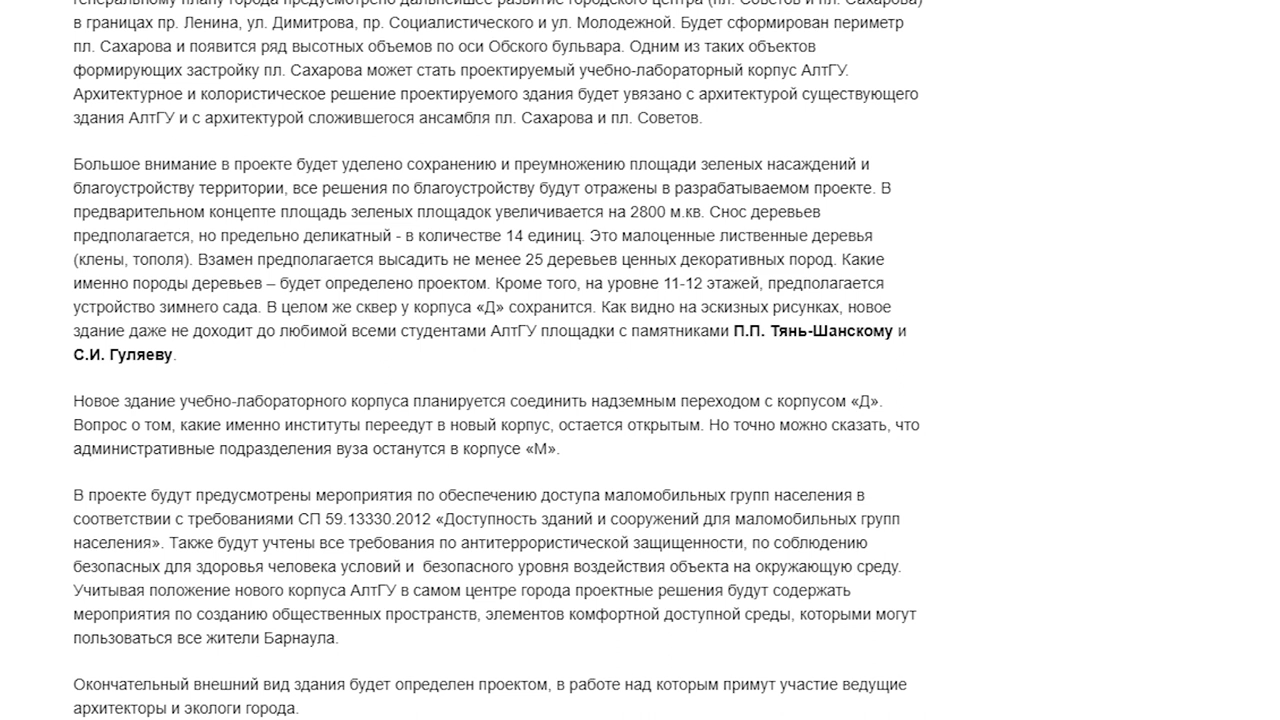 генеральному плану города предусмотрено дальнейшее развитие городского центра (пл. Советов и пл. Сахарова)
в границах пр. Ленина, ул. Димитрова, пр. Социалистического и ул. Молодежной. Будет сформирован периметр
пл. Сахарова и появится ряд высотных объемов по оси Обского бульвара. Одним из таких объектов
формирующих застройку пл. Сахарова может стать проектируемый учебно-лабораторный корпус АлтГУ.
Архитектурное и колористическое решение проектируемого здания будет увязано с архитектурой существующего
здания АлтГУ и с архитектурой сложившегося ансамбля пл. Сахарова и пл. Советов.
Большое внимание в проекте будет уделено сохранению и преумножению площади зеленых насаждений и
благоустройству территории, все решения по благоустройству будут отражены в разрабатываемом проекте. В
предварительном концепте площадь зеленых площадок увеличивается на 2800 м.кв. Снос деревьев
предполагается, но предельно деликатный - в количестве 14 единиц. Это малоценные лиственные деревья
(клены, тополя). Взамен предполагается высадить не менее 25 деревьев ценных декоративных пород. Какие
именно породы деревьев – будет определено проектом. Кроме того, на уровне 11-12 этажей, предполагается
устройство зимнего сада. В целом же сквер у корпуса «Д» сохранится. Как видно на эскизных рисунках, новое
здание даже не доходит до любимой всеми студентами АлтГУ площадки с памятниками П.П. Тянь-Шанскому и
С.И. Гуляеву.
Новое здание учебно-лабораторного корпуса планируется соединить надземным переходом с корпусом «Д».
Вопрос о том, какие именно институты переедут в новый корпус, остается открытым. Но точно можно сказать, что
административные подразделения вуза останутся в корпусе «М».
В проекте будут предусмотрены мероприятия по обеспечению доступа маломобильных групп населения в
соответствии с требованиями СП 59.13330.2012 «Доступность зданий и сооружений для маломобильных групп
населения». Также будут учтены все требования по антитеррористической защищенности, по соблюдению
безопасных для здоровья человека условий и  безопасного уровня воздействия объекта на окружающую среду.
Учитывая положение нового корпуса АлтГУ в самом центре города проектные решения будут содержать
мероприятия по созданию общественных пространств, элементов комфортной доступной среды, которыми могут
пользоваться все жители Барнаула.
Окончательный внешний вид здания будет определен проектом, в работе над которым примут участие ведущие
архитекторы и экологи города.